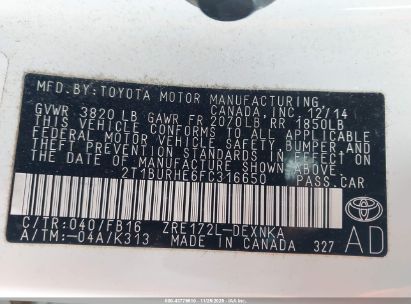 MFD.BY:TOYOTA MOTOR MANUFACTURING
CANADA INC. 12/14
GVWR 3820 LB GAWR FR 2070LB RR 1850LB
THIS VEHICLE CONFORMS TO ALL APPLICABLE
FEDERAL MOTOR VEHICLE SAFETY, BUMPER, AND
THEFT PREVENTION STANDARDS IN EFFECT ON
THE DATE OF MANUFACTURE SHOWN ABOVE.
2T1BURHE6FC316650 PASS.CAR
C/TR:040/FB16 ZRE172L-DEXNKA
A/TM:-04A/K313 MADE IN CANADA 327
TOYOTA
AD